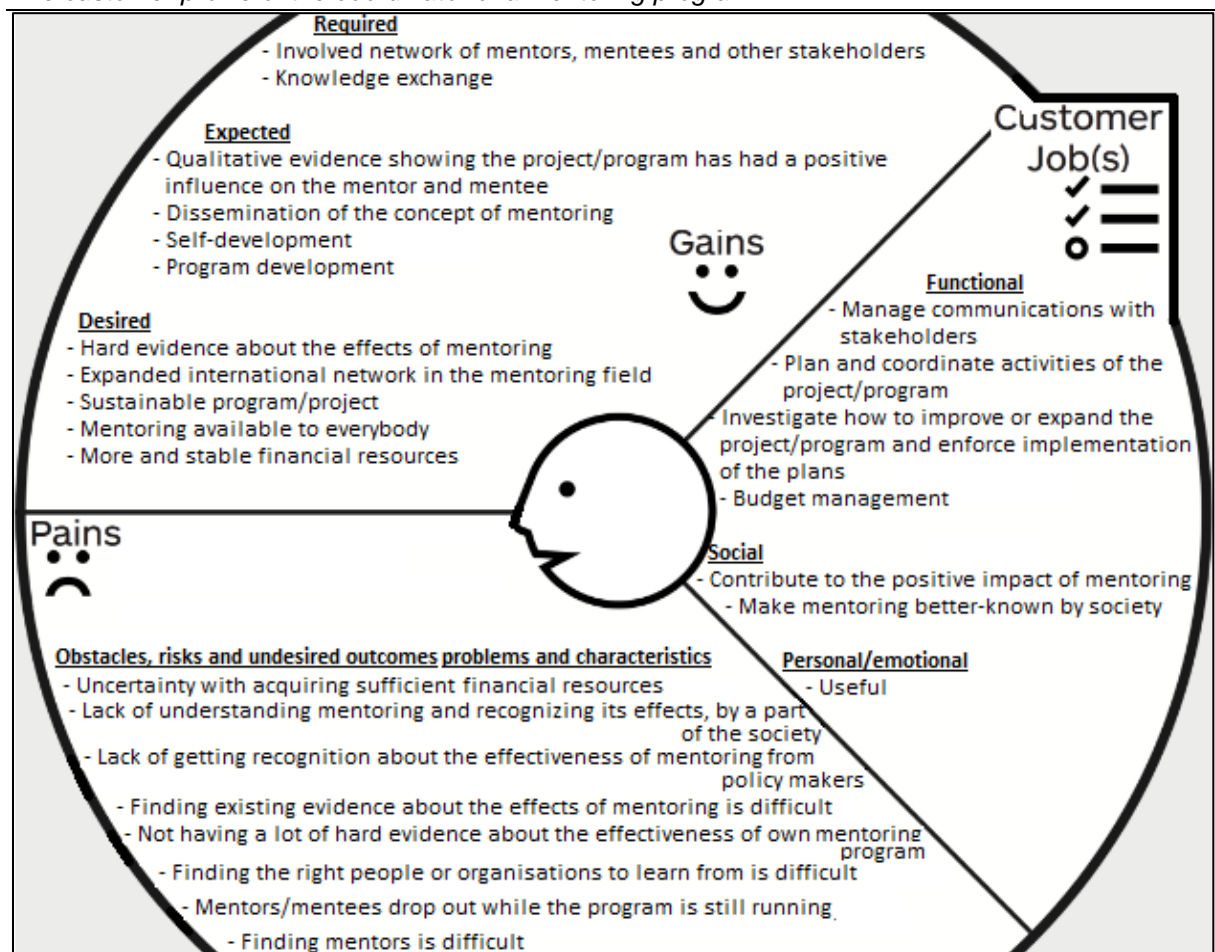 Required
- Involved network of mentors, mentees and other stakeholders
- Knowledge exchange
Expected
- Qualitative evidence showing the project/program has had a positive
influence on the mentor and mentee
- Dissemination of the concept of mentoring
- Self-development
- Program development
Gains
Desired
- Hard evidence about the effects of mentoring
- Expanded international network in the mentoring field
- Sustainable program/project
- Mentoring available to everybody
- More and stable financial resources
Customer
Job(s)
Functional
- Manage communications with
stakeholders
- Plan and coordinate activities of the
project/program
- Investigate how to improve or expand the
project/program and enforce implementation
of the plans
- Budget management
Social
- Contribute to the positive impact of mentoring
- Make mentoring better-known by society
Personal/emotional
- Useful
Pains
Obstacles, risks and undesired outcomes problems and characteristics
- Uncertainty with acquiring sufficient financial resources
- Lack of understanding mentoring and recognizing its effects, by a part
of the society
- Lack of getting recognition about the effectiveness of mentoring from
policy makers
- Finding existing evidence about the effects of mentoring is difficult
- Not having a lot of hard evidence about the effectiveness of own mentoring
program
- Finding the right people or organisations to learn from is difficult
- Mentors/mentees drop out while the program is still running
- Finding mentors is difficult